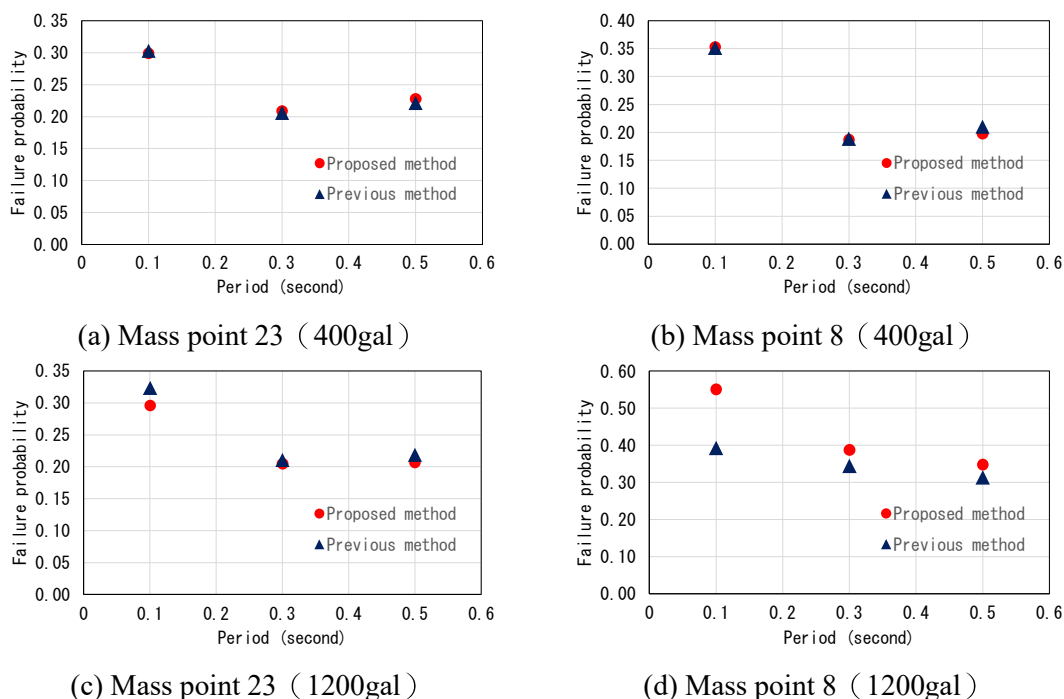 0.35
0.30
0.25
0.20
0.15
0.10
0.05
0.00
Failure probability
Proposed method
Previous method
0 0.1 0.2 0.3 0.4 0.5 0.6
Period (second)
(a) Mass point 23（400gal）
0.40
0.35
0.30
0.25
0.20
0.15
0.10
0.05
0.00
Failure probability
Proposed method
Previous method
0 0.1 0.2 0.3 0.4 0.5 0.6
Period (second)
(b) Mass point 8（400gal）
0.35
0.30
0.25
0.20
0.15
0.10
0.05
0.00
Failure probability
Proposed method
Previous method
0 0.1 0.2 0.3 0.4 0.5 0.6
Period (second)
(c) Mass point 23（1200gal）
0.60
0.50
0.40
0.30
0.20
0.10
0.00
Failure probability
Proposed method
Previous method
0 0.1 0.2 0.3 0.4 0.5 0.6
Period (second)
(d) Mass point 8（1200gal）